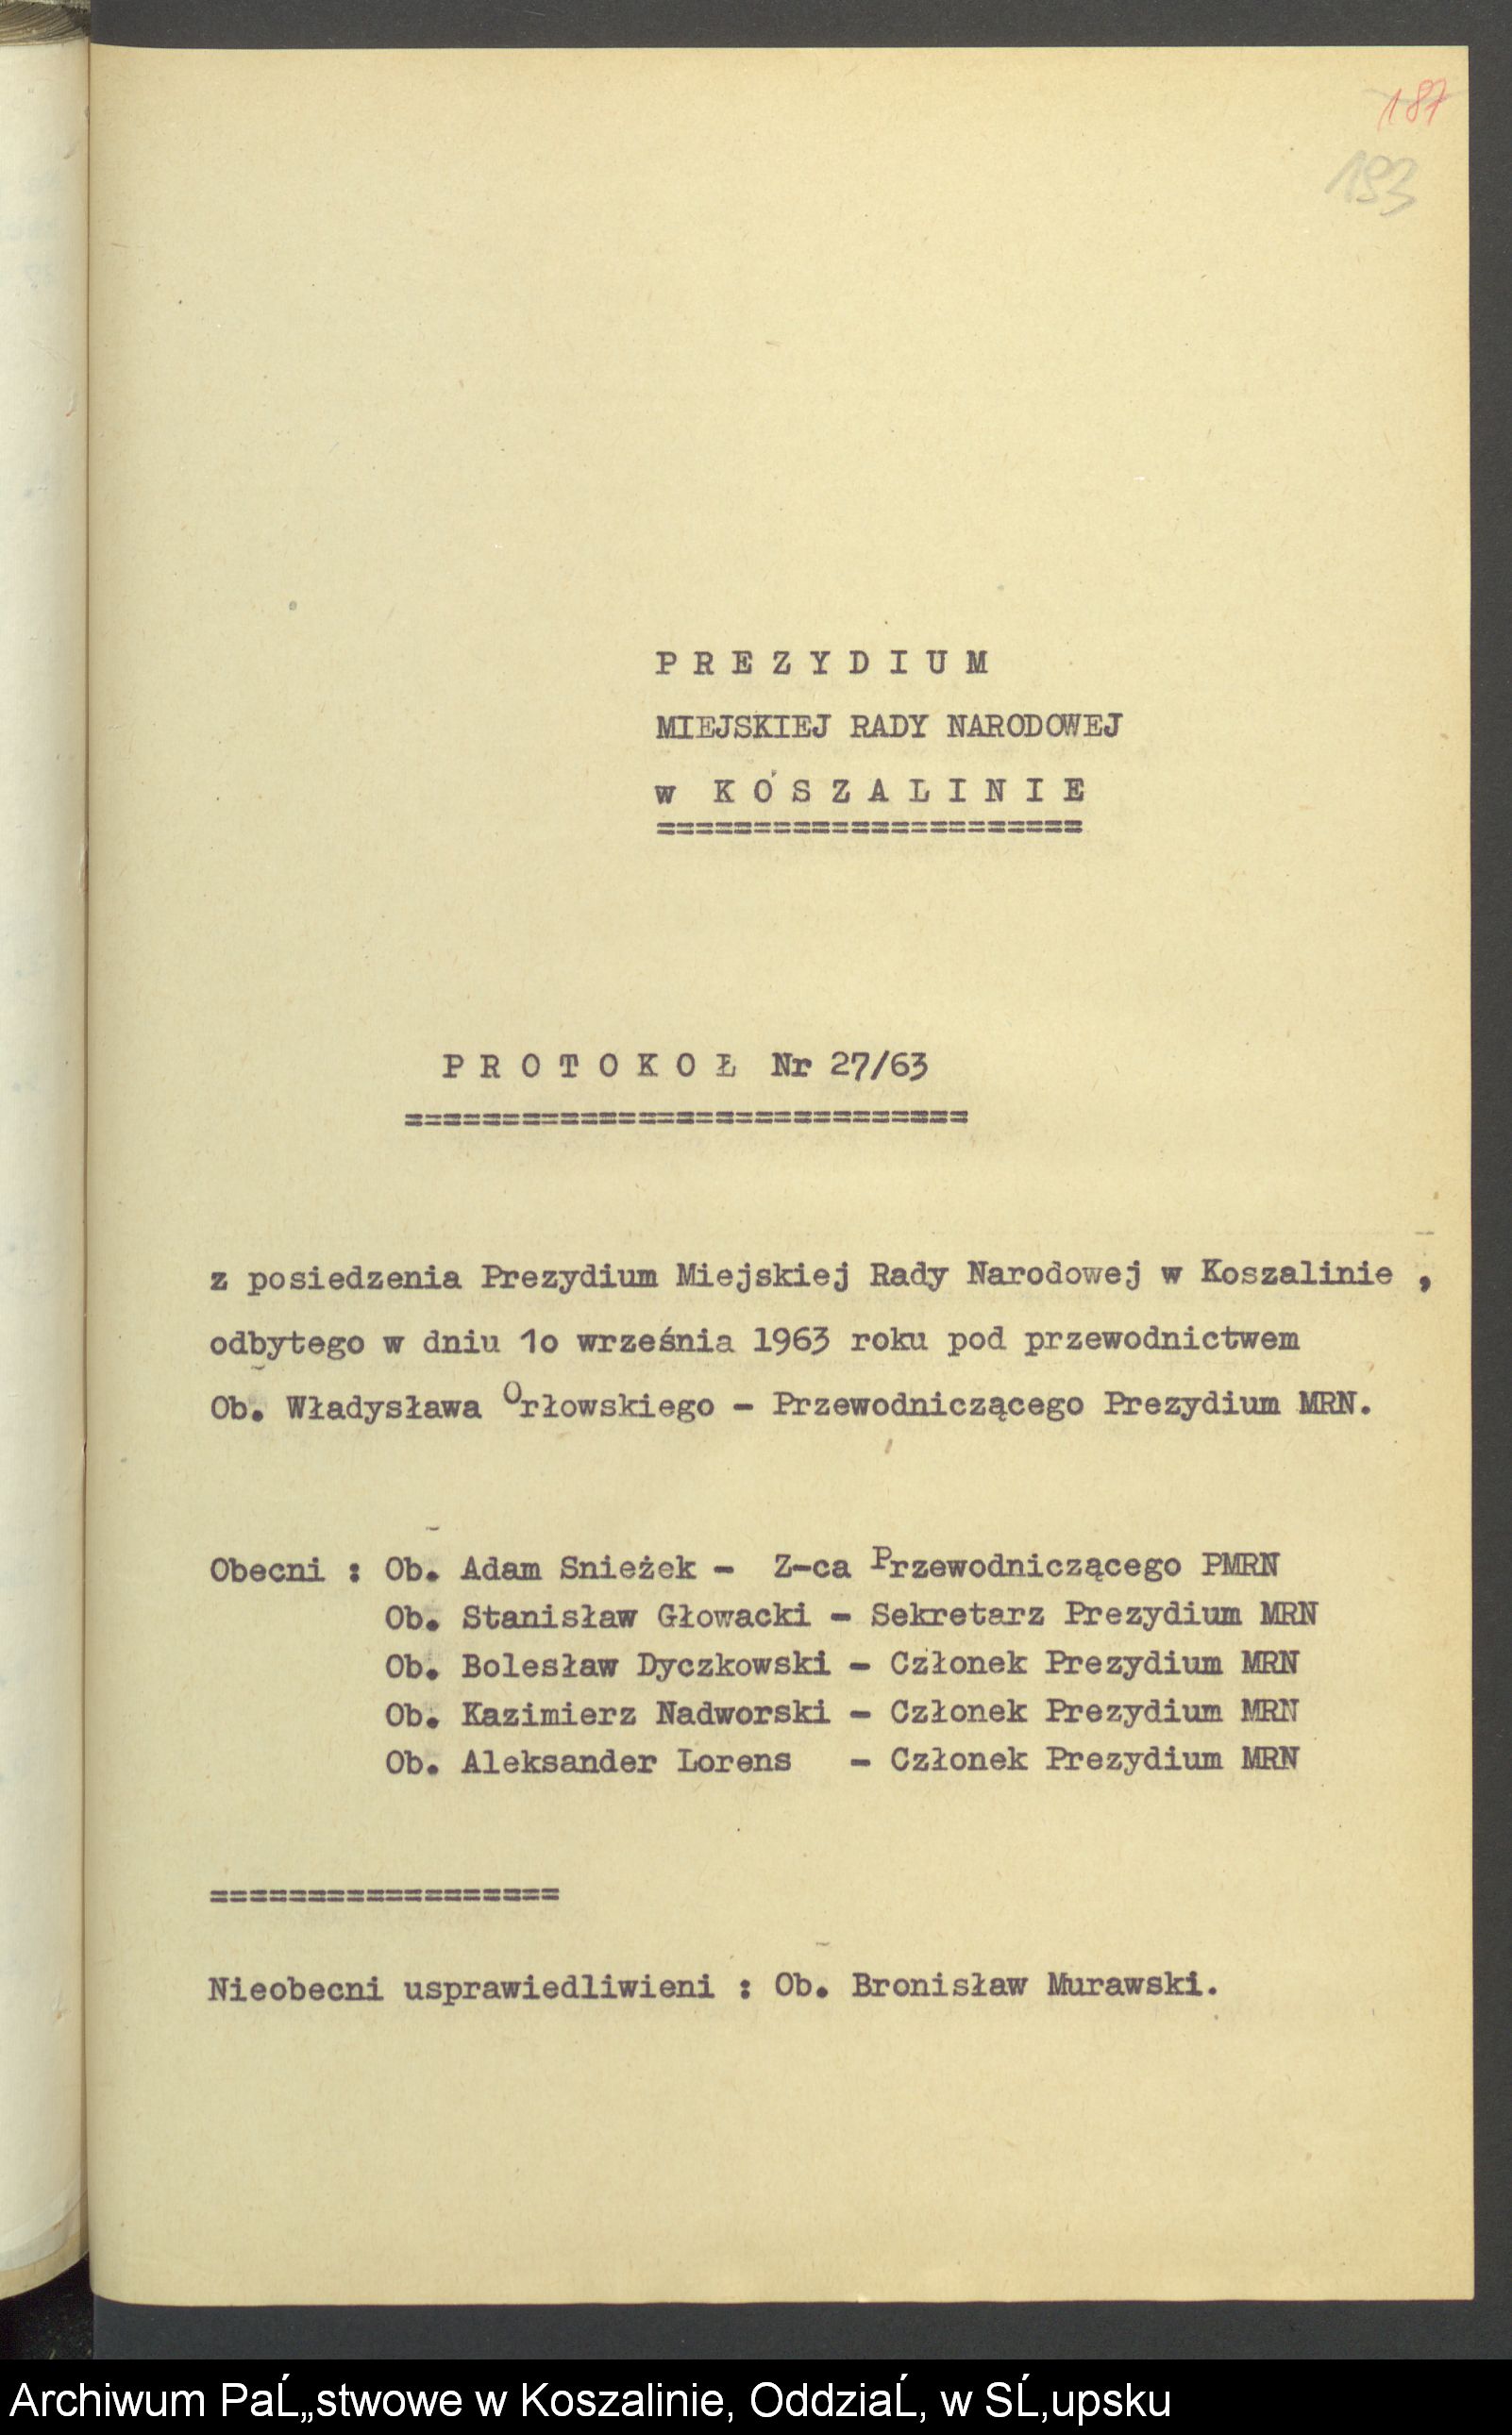 187
193
P R E Z Y D I U M
MIEJSKIEJ RADY NARODOWEJ
w K O S Z A L I N I E
======================
P R O T O K O Ł Nr 27/63
=============================
z posiedzenia Prezydium Miejskiej Rady Narodowej w Koszalinie ,
odbytego w dniu 1o września 1963 roku pod przewodnictwem
Ob. Władysława Orłowskiego - Przewodniczącego Prezydium MRN.
Obecni : Ob. Adam Snieżek - Z-ca Przewodniczącego PMRN
Ob. Stanisław Głowacki - Sekretarz Prezydium MRN
Ob. Bolesław Dyczkowski - Członek Prezydium MRN
Ob. Kazimierz Nadworski - Członek Prezydium MRN
Ob. Aleksander Lorens - Członek Prezydium MRN
==================
Nieobecni usprawiedliwieni : Ob. Bronisław Murawski.
Archiwum PaĹ„stwowe w Koszalinie, OddziaĹ‚ w SĹ‚upsku